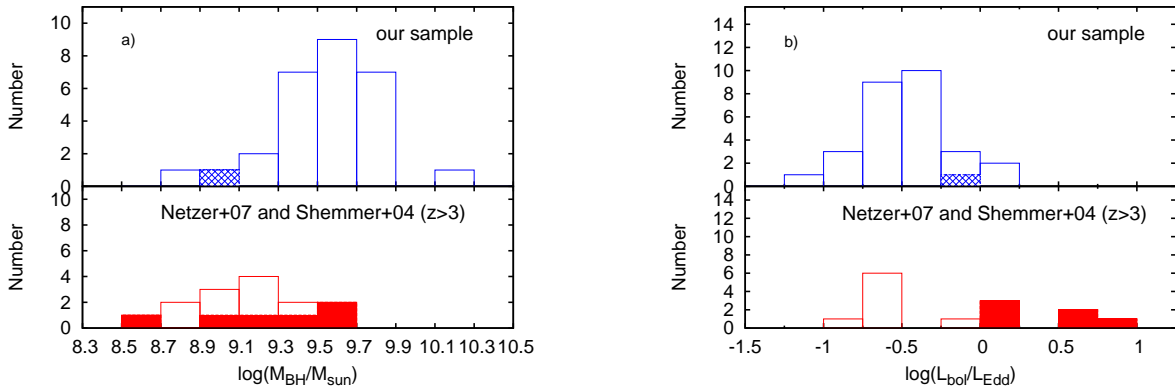 a)
our sample
Number
10
8
6
4
2
0
Netzer+07 and Shemmer+04 (z>3)
Number
10
8
6
4
2
0
8.3 8.5 8.7 8.9 9.1 9.3 9.5 9.7 9.9 10.1 10.3 10.5
log(M_BH/M_sun)
b)
our sample
Number
14
12
10
8
6
4
2
0
Netzer+07 and Shemmer+04 (z>3)
Number
14
12
10
8
6
4
2
0
-1.5 -1 -0.5 0 0.5 1
log(L_bol/L_Edd)